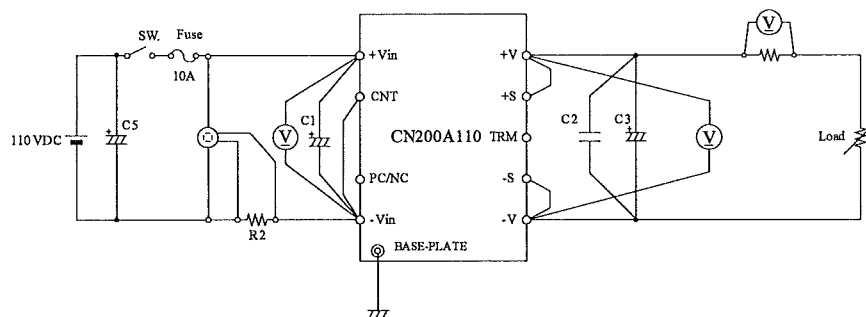 SW.
Fuse
10A
110 VDC
+
C5
R2
V
C1
+
+Vin
CNT
PC/NC
-Vin
BASE-PLATE
CN200A110
+V
+S
TRM
-S
-V
C2
C3
+
V
V
Load